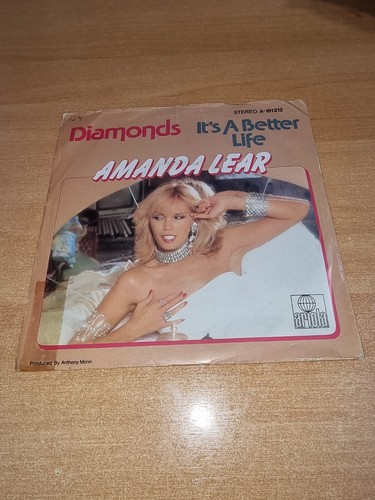 STEREO A-101212
Diamonds
It's A Better
Life
AMANDA LEAR
ariola
Produced By Anthony Monn